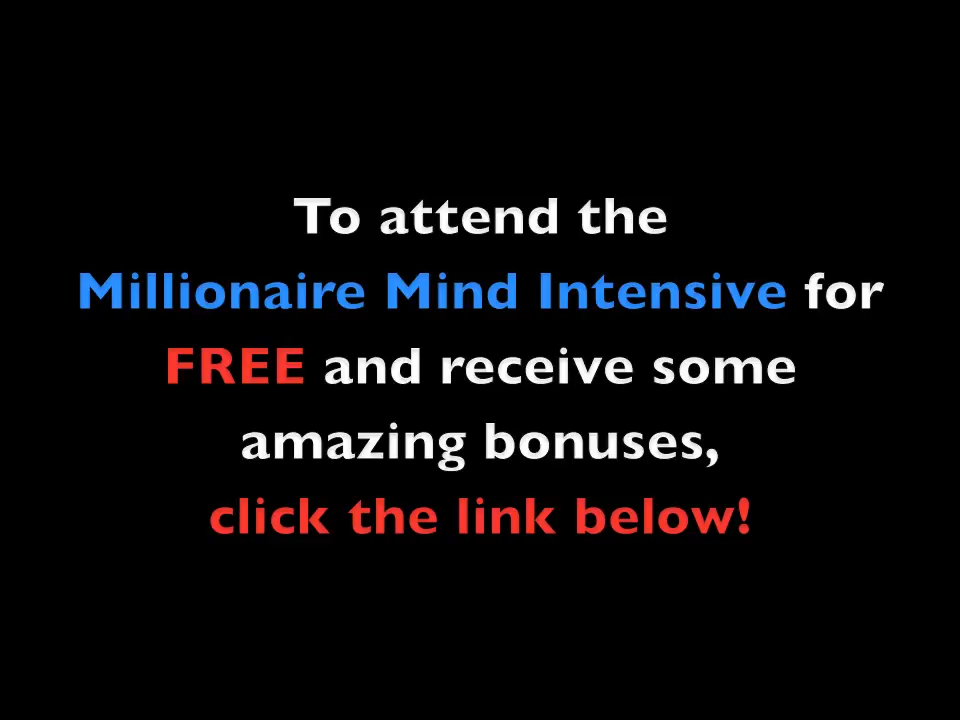 To attend the
Millionaire Mind Intensive for
FREE and receive some
amazing bonuses,
click the link below!